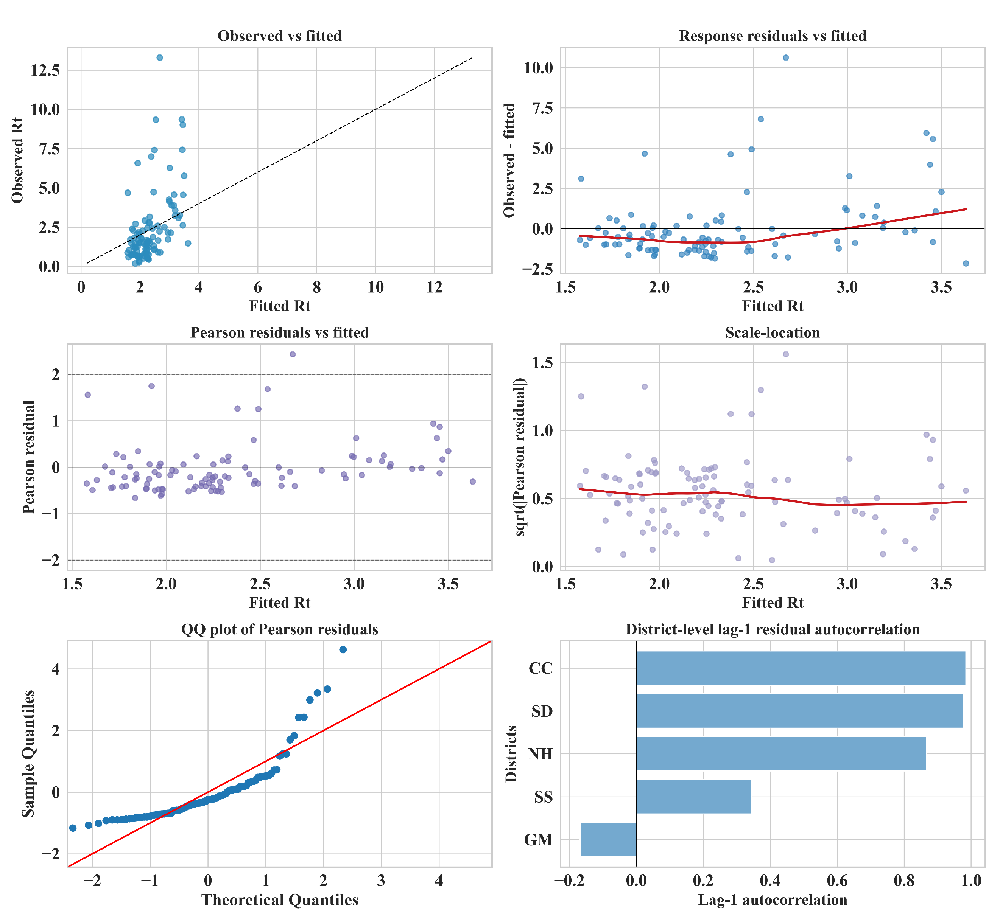 Observed vs fitted
Observed Rt
12.5
10.0
7.5
5.0
2.5
0.0
0 2 4 6 8 10 12
Fitted Rt
Response residuals vs fitted
Observed - fitted
10.0
7.5
5.0
2.5
0.0
−2.5
1.5 2.0 2.5 3.0 3.5
Fitted Rt
Pearson residuals vs fitted
Pearson residual
2
1
0
−1
−2
1.5 2.0 2.5 3.0 3.5
Fitted Rt
Scale-location
sqrt(|Pearson residual|)
1.5
1.0
0.5
0.0
1.5 2.0 2.5 3.0 3.5
Fitted Rt
QQ plot of Pearson residuals
Sample Quantiles
4
2
0
−2
−2 −1 0 1 2 3 4
Theoretical Quantiles
District-level lag-1 residual autocorrelation
Districts
CC
SD
NH
SS
GM
−0.2 0.0 0.2 0.4 0.6 0.8 1.0
Lag-1 autocorrelation